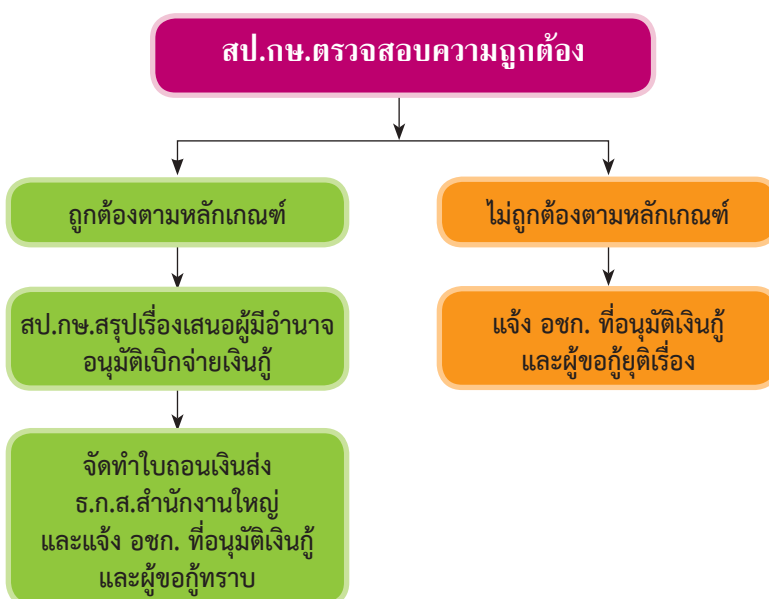 สป.กษ.ตรวจสอบความถูกต้อง
ถูกต้องตามหลักเกณฑ์
ไม่ถูกต้องตามหลักเกณฑ์
สป.กษ.สรุปเรื่องเสนอผู้มีอำนาจ
อนุมัติเบิกจ่ายเงินกู้
แจ้ง อชก. ที่อนุมัติเงินกู้
และผู้ขอกู้ยุติเรื่อง
จัดทำใบถอนเงินส่ง
ธ.ก.ส.สำนักงานใหญ่
และแจ้ง อชก. ที่อนุมัติเงินกู้
และผู้ขอกู้ทราบ